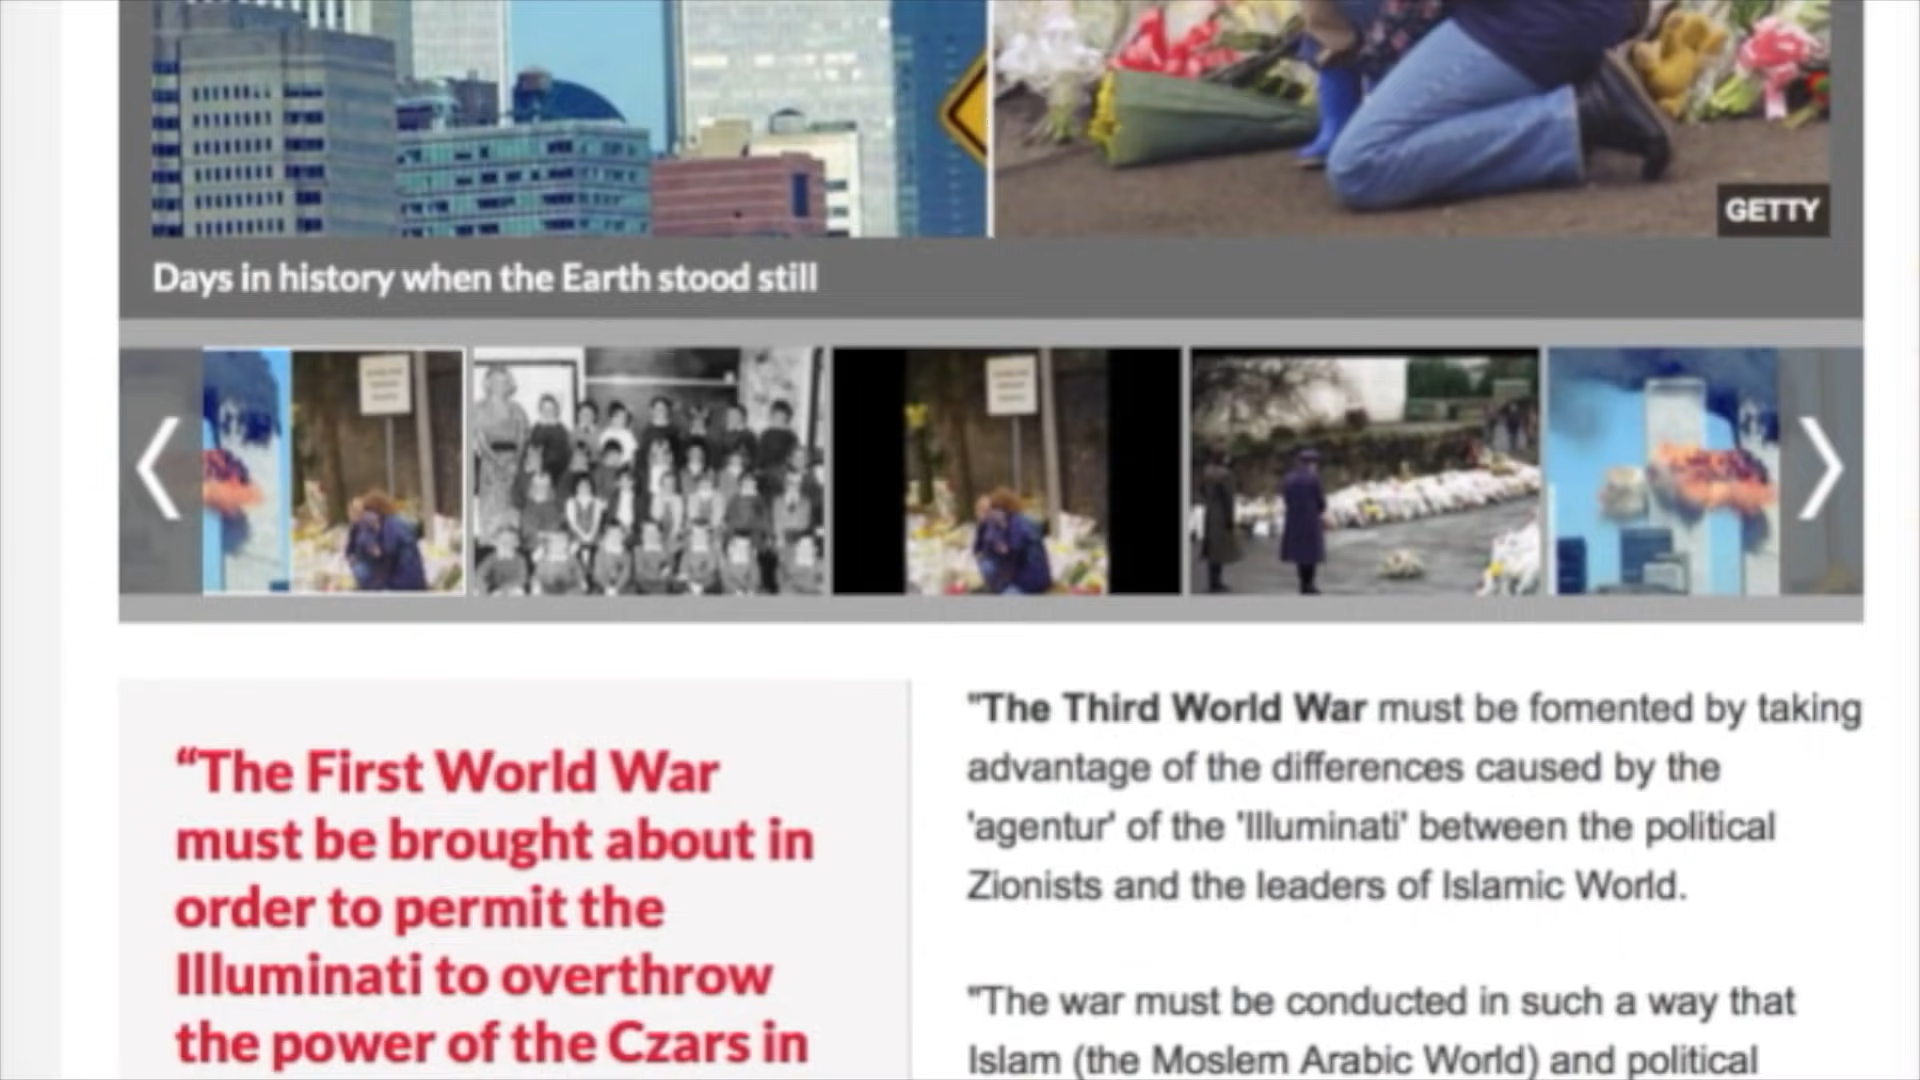 GETTY
Days in history when the Earth stood still
“The First World War
must be brought about in
order to permit the
Illuminati to overthrow
the power of the Czars in
"The Third World War must be fomented by taking
advantage of the differences caused by the
'agentur' of the 'Illuminati' between the political
Zionists and the leaders of Islamic World.
"The war must be conducted in such a way that
Islam (the Moslem Arabic World) and political